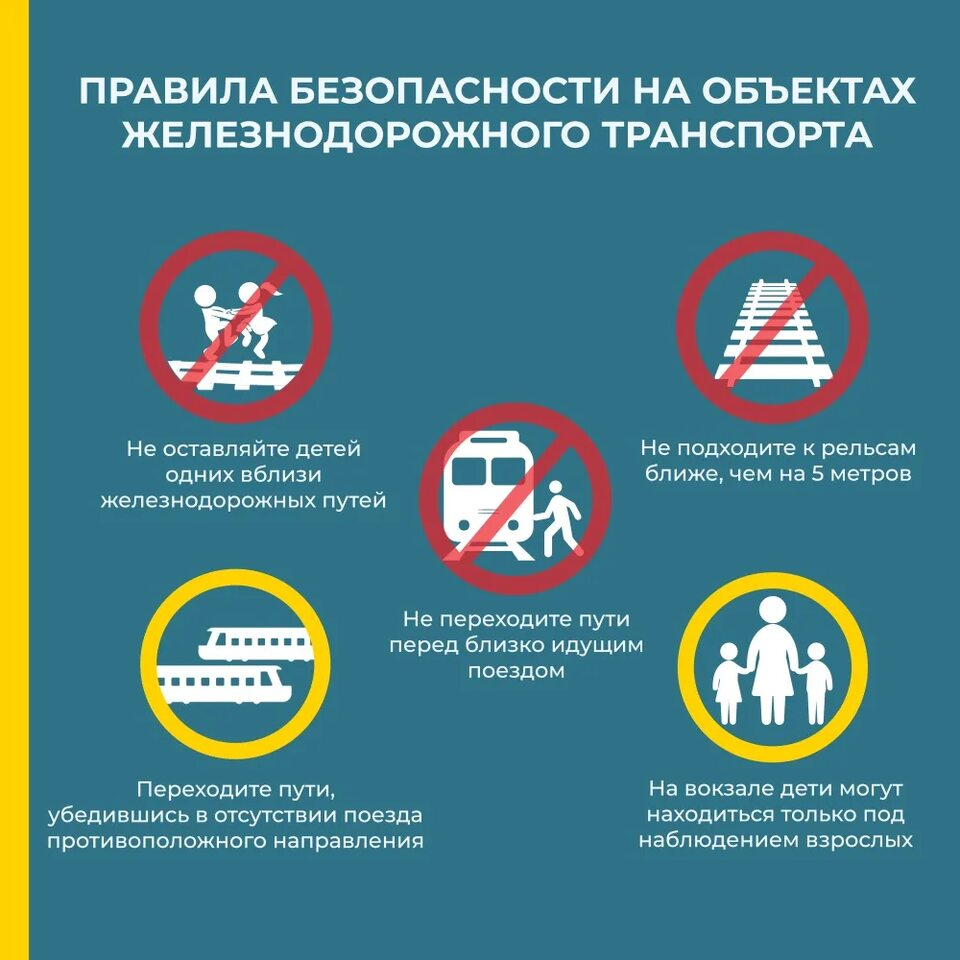 ПРАВИЛА БЕЗОПАСНОСТИ НА ОБЪЕКТАХ
ЖЕЛЕЗНОДОРОЖНОГО ТРАНСПОРТА
Не оставляйте детей
одних вблизи
железнодорожных путей
Не подходите к рельсам
ближе, чем на 5 метров
Не переходите пути
перед близко идущим
поездом
Переходите пути,
убедившись в отсутствии поезда
противоположного направления
На вокзале дети могут
находиться только под
наблюдением взрослых